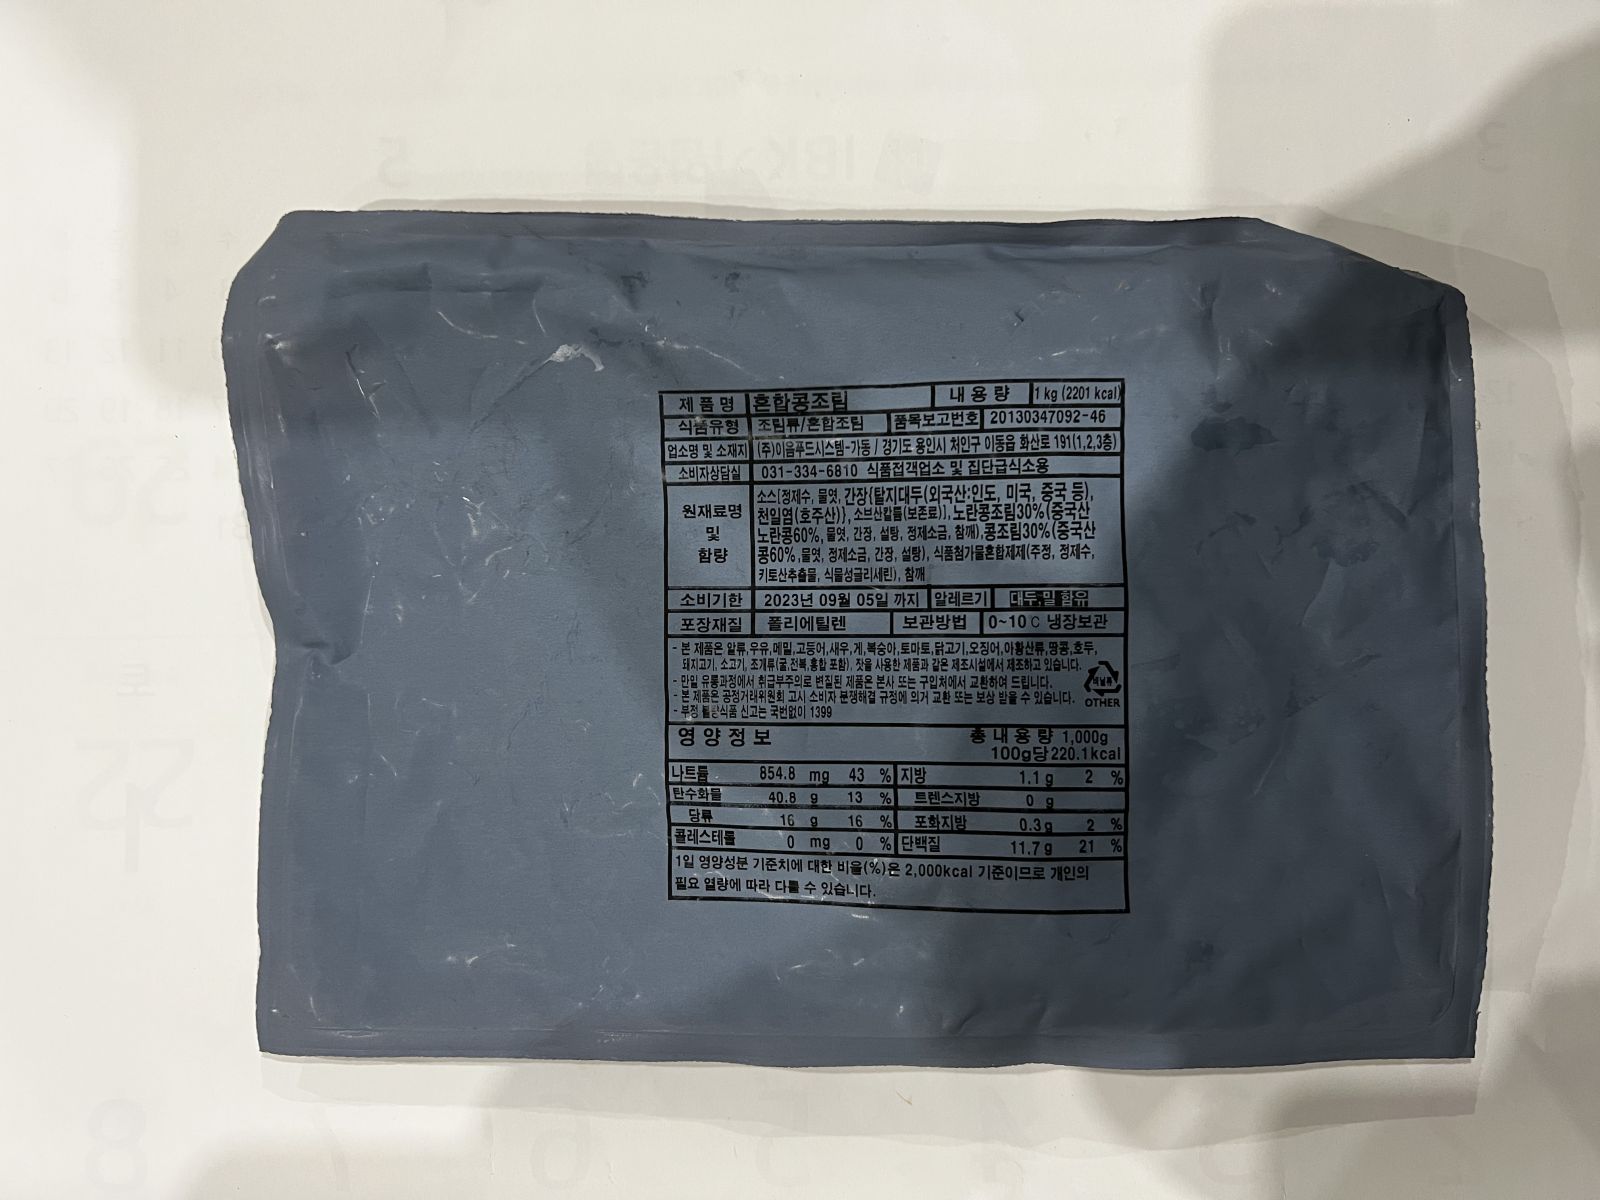 제품명 혼합콩조림 내용량 1 kg (2201 kcal)
식품유형 조림류/혼합조림 품목보고번호 20130347092-46
업소명 및 소재지 (주)이음푸드시스템-가동 / 경기도 용인시 처인구 이동읍 화산로 191(1,2,3층)
소비자상담실 031-334-6810 식품접객업소 및 집단급식소용
원재료명 및 함량
소스[정제수, 물엿, 간장{탈지대두(외국산:인도, 미국, 중국 등),
천일염(호주산)}, 소브산칼륨(보존료)], 노란콩조림30%(중국산
노란콩60%, 물엿, 간장, 설탕, 정제소금, 참깨), 콩조림30%(중국산
콩60%,물엿, 정제소금, 간장, 설탕), 식품첨가물혼합제제(주정, 정제수,
키토산추출물, 식물성글리세린), 참깨
소비기한 2023년 09월 05일 까지 알레르기 대두,밀 함유
포장재질 폴리에틸렌 보관방법 0~10℃ 냉장보관
- 본 제품은 알류,우유,메밀,고등어,새우,게,복숭아,토마토,닭고기,오징어,아황산류,땅콩,호두,
돼지고기, 소고기, 조개류(굴,전복,홍합 포함), 잣을 사용한 제품과 같은 제조시설에서 제조하고 있습니다.
- 만일 유통과정에서 취급부주의로 변질된 제품은 본사 또는 구입처에서 교환하여 드립니다.
- 본 제품은 공정거래위원회 고시 소비자 분쟁해결 규정에 의거 교환 또는 보상 받을 수 있습니다.
- 부정 불량식품 신고는 국번없이 1399
비닐류
OTHER
영양정보 총 내용량 1,000g
100g당 220.1kcal
나트륨 854.8 mg 43 % 지방 1.1 g 2 %
탄수화물 40.8 g 13 % 트랜스지방 0 g
당류 16 g 16 % 포화지방 0.3 g 2 %
콜레스테롤 0 mg 0 % 단백질 11.7 g 21 %
1일 영양성분 기준치에 대한 비율(%)은 2,000kcal 기준이므로 개인의
필요 열량에 따라 다를 수 있습니다.